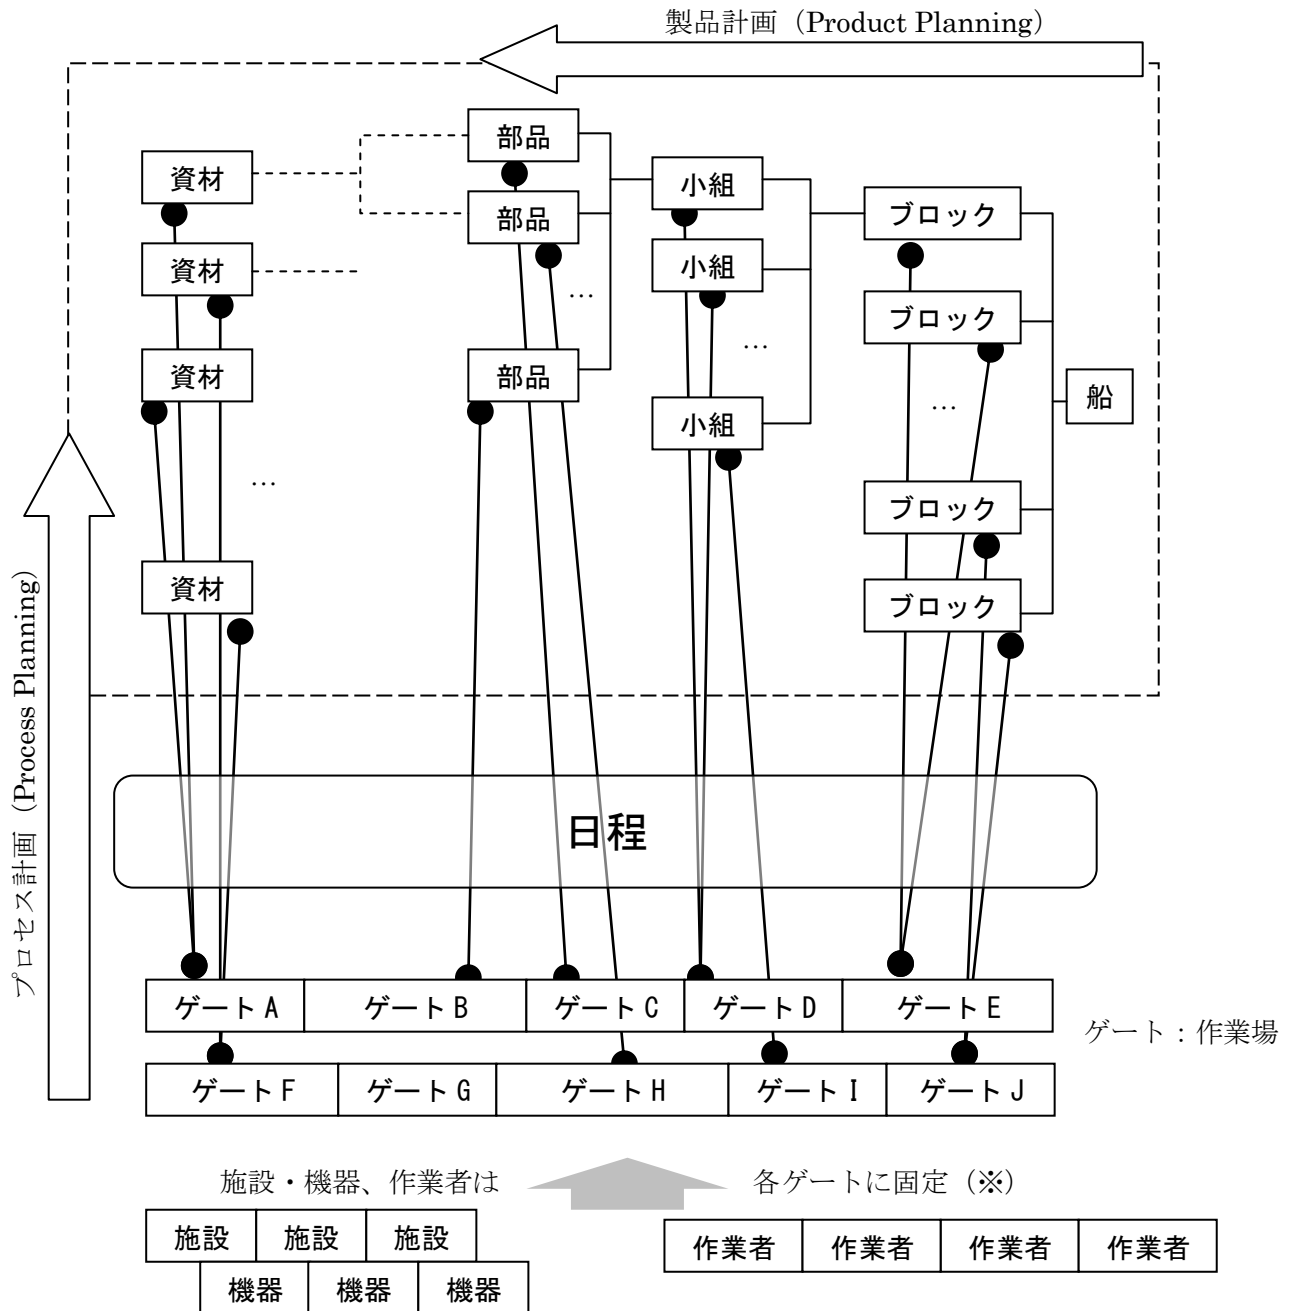 製品計画（Product Planning）
部品
資材
小組
部品
ブロック
資材
小組
…
ブロック
…
資材
部品
船
…
小組
…
ブロック
資材
ブロック
プロセス計画（Process Planning）
日程
ゲートA
ゲートB
ゲートC
ゲートD
ゲートE
ゲート：作業場
ゲートF
ゲートG
ゲートH
ゲートI
ゲートJ
施設・機器、作業者は
各ゲートに固定（※）
施設
施設
施設
作業者
作業者
作業者
作業者
機器
機器
機器